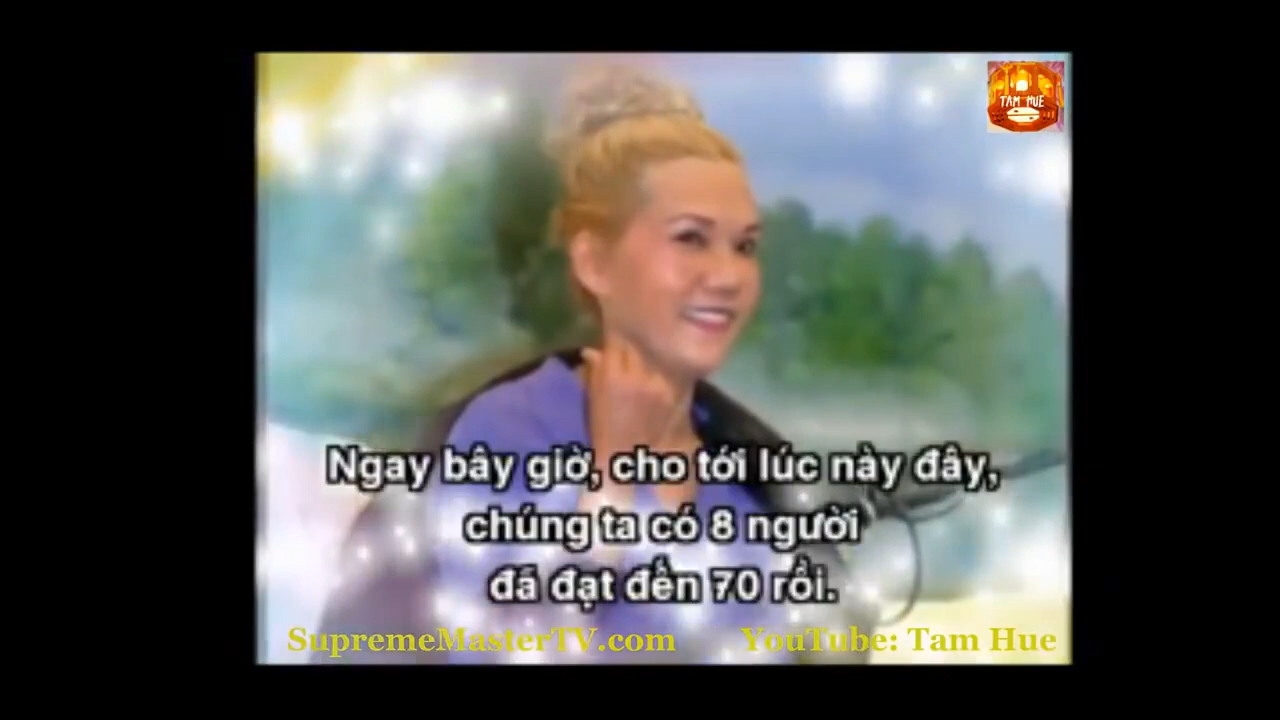 TAM HUE
Ngay bây giờ, cho tới lúc này đây,
chúng ta có 8 người
đã đạt đến 70 rồi.
SupremeMasterTV.com YouTube: Tam Hue